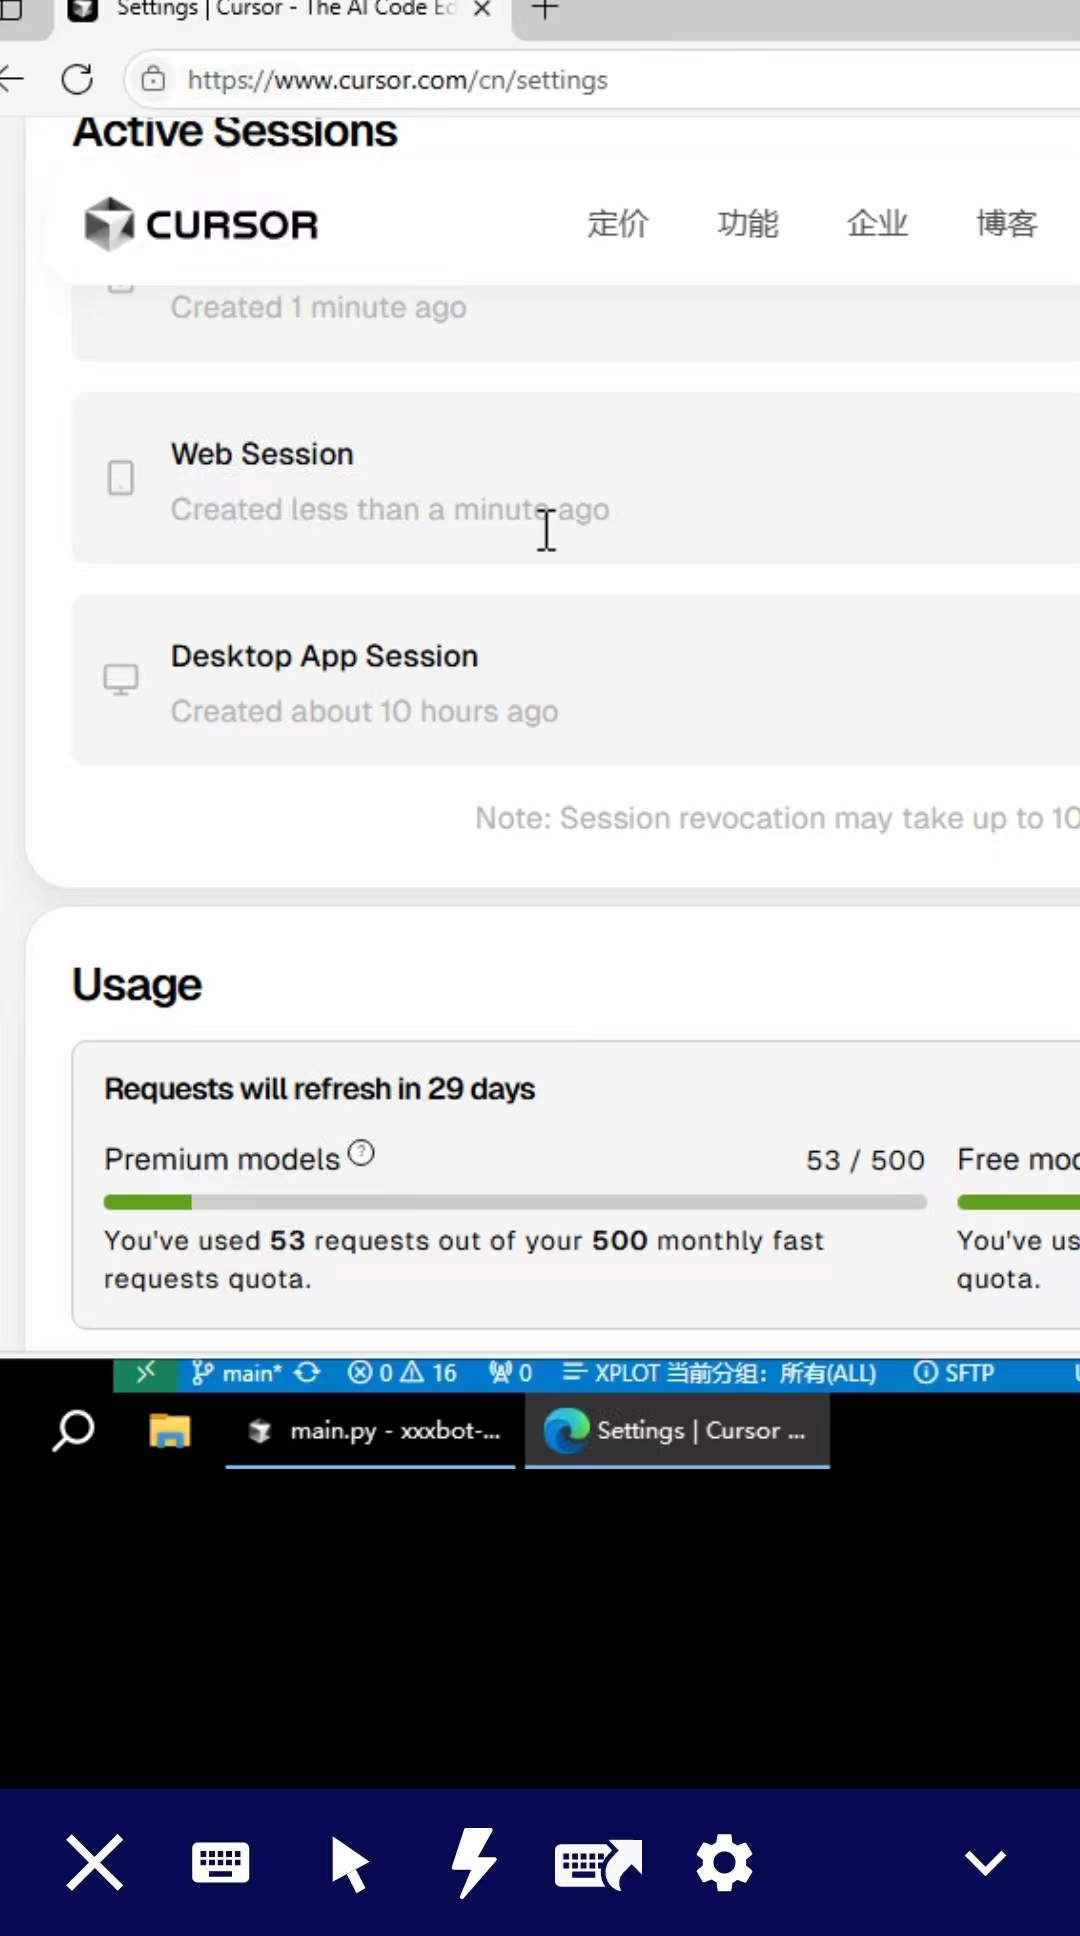 Settings | Cursor - The AI Code Ed
https://www.cursor.com/cn/settings
Active Sessions
CURSOR 定价 功能 企业 博客
Created 1 minute ago
Web Session
Created less than a minute ago
Desktop App Session
Created about 10 hours ago
Note: Session revocation may take up to 10
Usage
Requests will refresh in 29 days
Premium models ? 53 / 500 Free mod
You've used 53 requests out of your 500 monthly fast You've us
requests quota. quota.
main* 0 16 0 XPLOT 当前分组：所有(ALL) SFTP
main.py - xxxbot-... Settings | Cursor ...